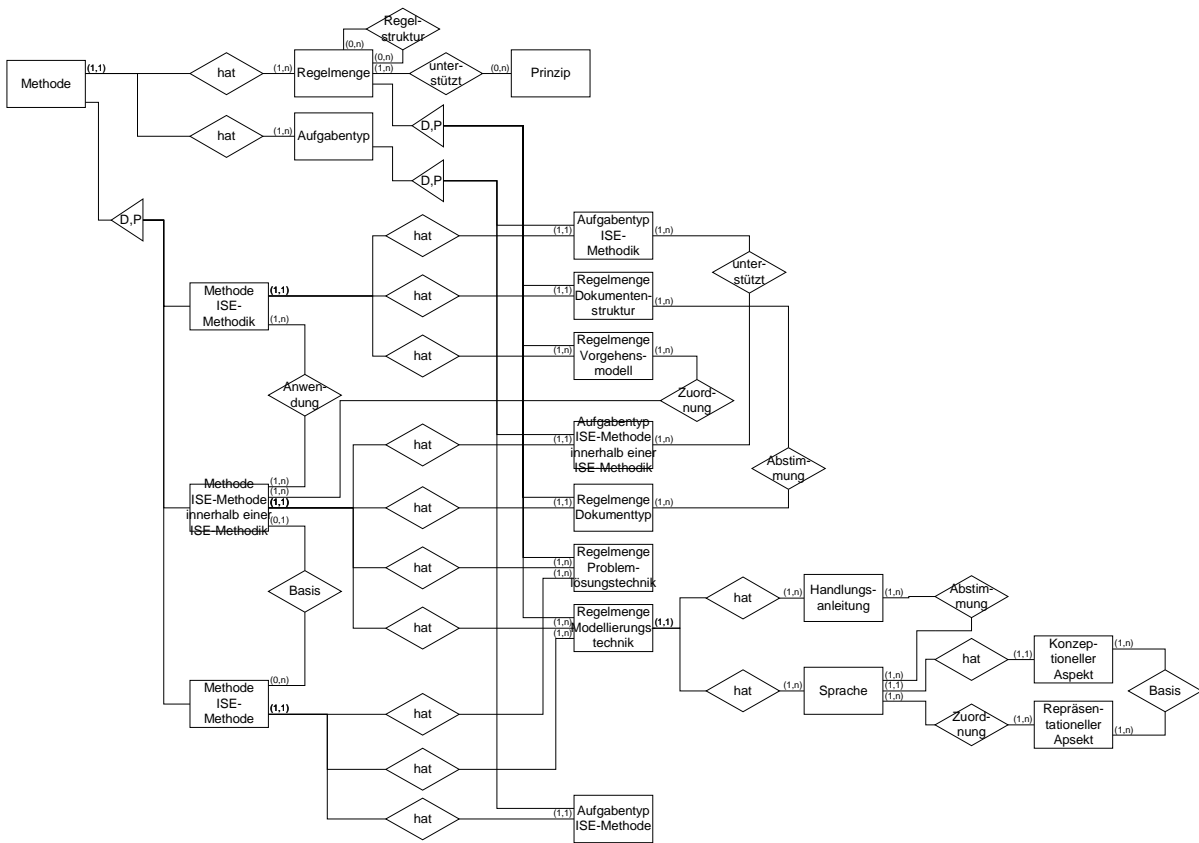 Regel-
struktur
(0,n)
(0,n)
(1,1)
(1,n)
(1,n)
(0,n)
Methode
hat
Regelmenge
unter-
stützt
Prinzip
hat
(1,n)
Aufgabentyp
D,P
D,P
D,P
hat
(1,1)
Aufgabentyp
ISE-
Methodik
(1,n)
unter-
stützt
Methode
ISE-
Methodik
(1,1)
(1,n)
hat
(1,1)
Regelmenge
Dokumenten-
struktur
(1,n)
hat
(1,n)
Regelmenge
Vorgehens-
modell
(1,n)
Anwen-
dung
Zuord-
nung
hat
(1,1)
Aufgabentyp
ISE-Methode
innerhalb einer
ISE-Methodik
(1,n)
Abstim-
mung
Methode
ISE-Methode
innerhalb einer
ISE-Methodik
(1,n)
(1,n)
(1,1)
(0,1)
hat
(1,1)
Regelmenge
Dokumenttyp
(1,n)
Basis
hat
(1,n)
(1,n)
Regelmenge
Problem-
lösungstechnik
hat
(1,n)
(1,n)
Regelmenge
Modellierungs
technik
(1,1)
hat
(1,n)
Handlungs-
anleitung
(1,n)
Abstim-
mung
hat
(1,n)
Sprache
(1,n)
(1,1)
(1,n)
hat
(1,1)
Konzep-
tioneller
Aspekt
(1,n)
Basis
Zuord-
nung
(1,n)
Repräsen-
tationeller
Apsekt
(1,n)
Methode
ISE-
Methode
(0,n)
(1,1)
hat
hat
hat
(1,1)
Aufgabentyp
ISE-Methode